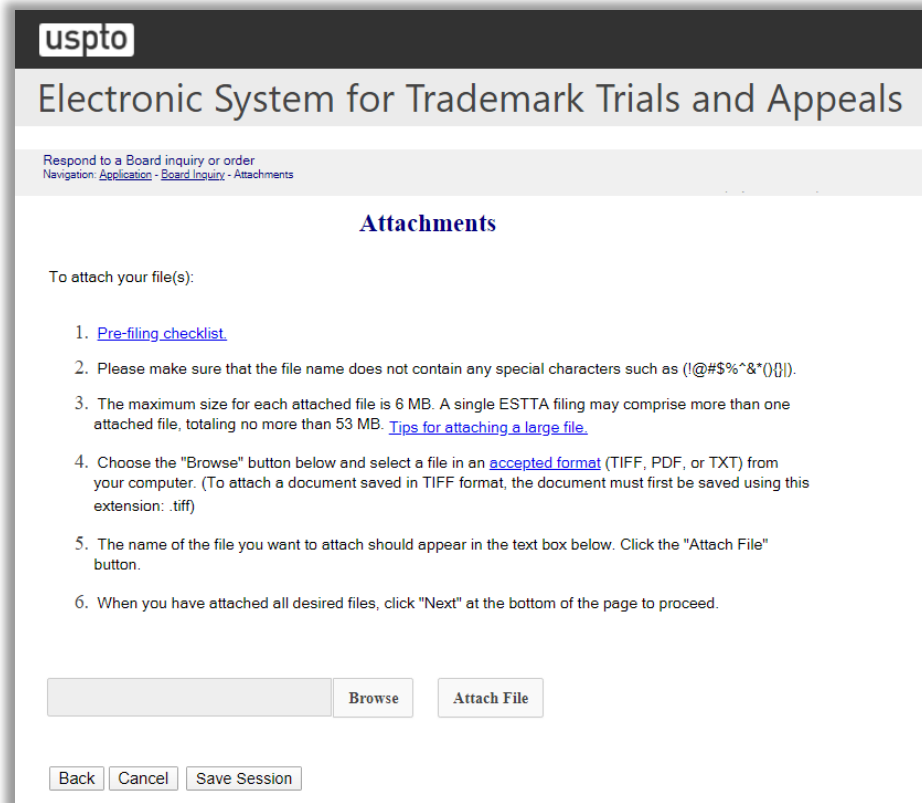 uspto
Electronic System for Trademark Trials and Appeals
Respond to a Board inquiry or order
Navigation: Application - Board Inquiry - Attachments
Attachments
To attach your file(s):
1. Pre-filing checklist.
2. Please make sure that the file name does not contain any special characters such as (!@#$%^&*(){}|).
3. The maximum size for each attached file is 6 MB. A single ESTTA filing may comprise more than one
attached file, totaling no more than 53 MB. Tips for attaching a large file.
4. Choose the "Browse" button below and select a file in an accepted format (TIFF, PDF, or TXT) from
your computer. (To attach a document saved in TIFF format, the document must first be saved using this
extension: .tiff)
5. The name of the file you want to attach should appear in the text box below. Click the "Attach File"
button.
6. When you have attached all desired files, click "Next" at the bottom of the page to proceed.
Browse Attach File
Back Cancel Save Session